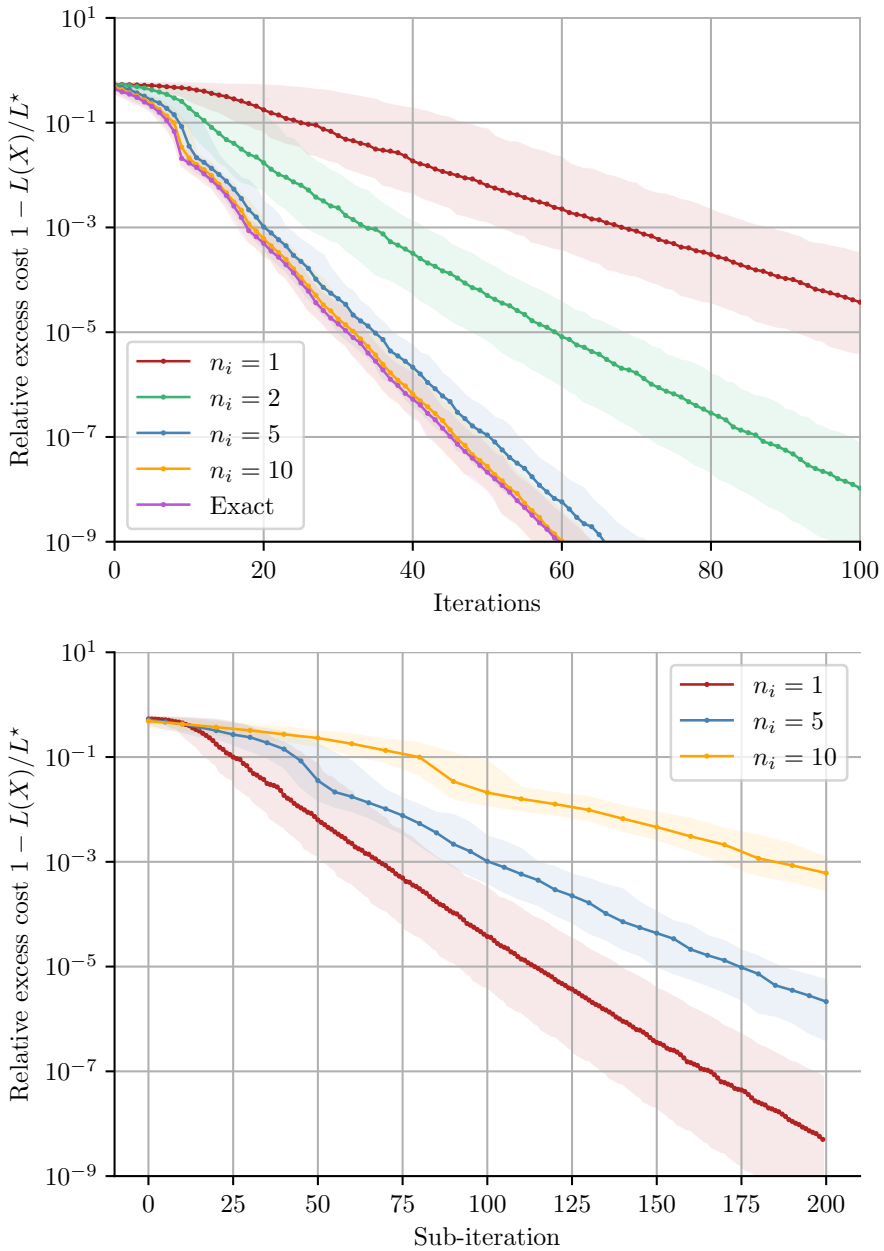 10^1
10^{-1}
10^{-3}
10^{-5}
10^{-7}
10^{-9}
Relative excess cost 1 − L(X)/L⋆
n_i = 1
n_i = 2
n_i = 5
n_i = 10
Exact
0 20 40 60 80 100
Iterations
10^1
10^{-1}
10^{-3}
10^{-5}
10^{-7}
10^{-9}
Relative excess cost 1 − L(X)/L⋆
n_i = 1
n_i = 5
n_i = 10
0 25 50 75 100 125 150 175 200
Sub-iteration